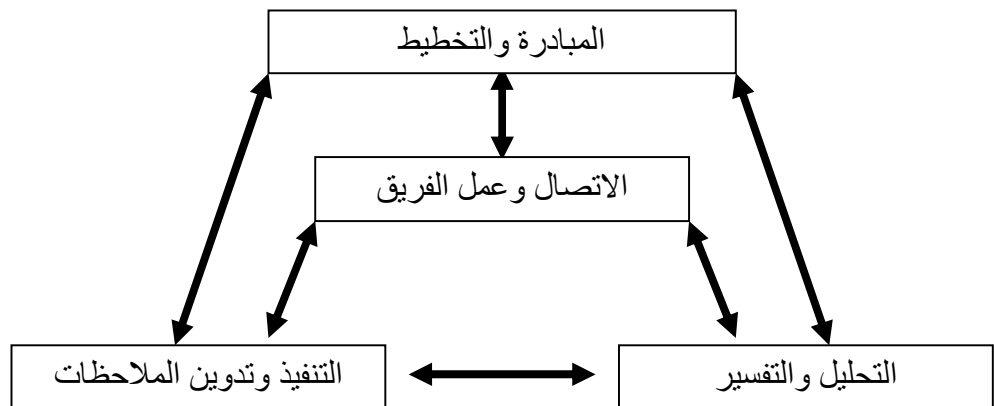 المبادرة والتخطيط
الاتصال وعمل الفريق
التحليل والتفسير
التنفيذ وتدوين الملاحظات